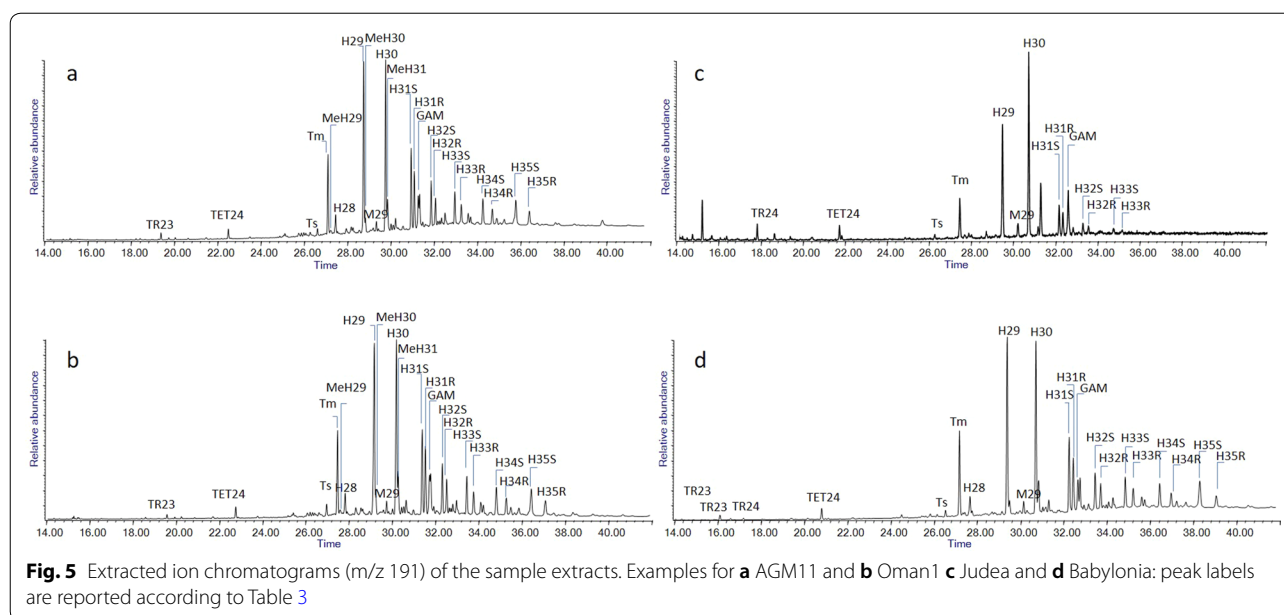 a
H29
MeH30
H30
MeH31
H31S
H31R
GAM
MeH29
Tm
H32S
H32R
H33S
H33R
H34S
H34R
H35S
H35R
H28
Ts
M29
TR23
TET24
Relative abundance
14.00 16.00 18.00 20.00 22.00 24.00 26.00 28.00 30.00 32.00 34.00 36.00 38.00 40.00
Time
c
H30
H29
H31R
H31S
GAM
Tm
M29
H32S
H32R
H33S
H33R
TR24
TET24
Ts
Relative abundance
14.00 16.00 18.00 20.00 22.00 24.00 26.00 28.00 30.00 32.00 34.00 36.00 38.00 40.00
Time
b
H29
MeH30
H30
MeH31
H31S
H31R
GAM
MeH29
Tm
H32S
H32R
H33S
H33R
H34S
H34R
H35S
H35R
Ts
H28
M29
TR23
TET24
Relative abundance
14.00 16.00 18.00 20.00 22.00 24.00 26.00 28.00 30.00 32.00 34.00 36.00 38.00 40.00
Time
d
H29
H30
H31R
H31S
GAM
Tm
H32S
H32R
H33S
H33R
H34S
H34R
H35S
H35R
H28
M29
Ts
TR23
TR23
TR24
TET24
Relative abundance
14.00 16.00 18.00 20.00 22.00 24.00 26.00 28.00 30.00 32.00 34.00 36.00 38.00 40.00
Time
Fig. 5 Extracted ion chromatograms (m/z 191) of the sample extracts. Examples for a AGM11 and b Oman1 c Judea and d Babylonia: peak labels
are reported according to Table 3